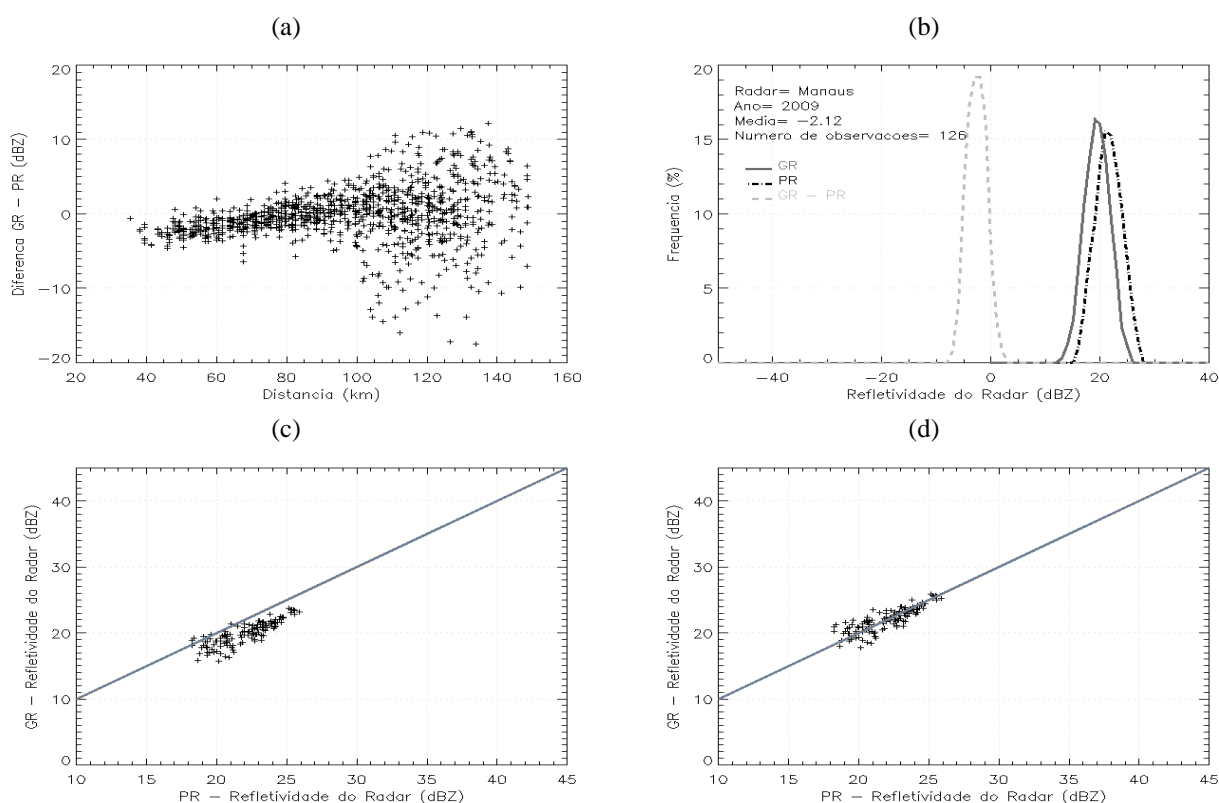 (a)
20
10
0
−10
−20
Diferenca GR − PR (dBZ)
20 40 60 80 100 120 140 160
Distancia (km)
(b)
20
15
10
5
0
Frequencia (%)
Radar= Manaus
Ano= 2009
Media= −2.12
Numero de observacoes= 126
GR
PR
GR − PR
−40 −20 0 20 40
Refletividade do Radar (dBZ)
(c)
40
30
20
10
0
GR − Refletividade do Radar (dBZ)
10 15 20 25 30 35 40 45
PR − Refletividade do Radar (dBZ)
(d)
40
30
20
10
0
GR − Refletividade do Radar (dBZ)
10 15 20 25 30 35 40 45
PR − Refletividade do Radar (dBZ)